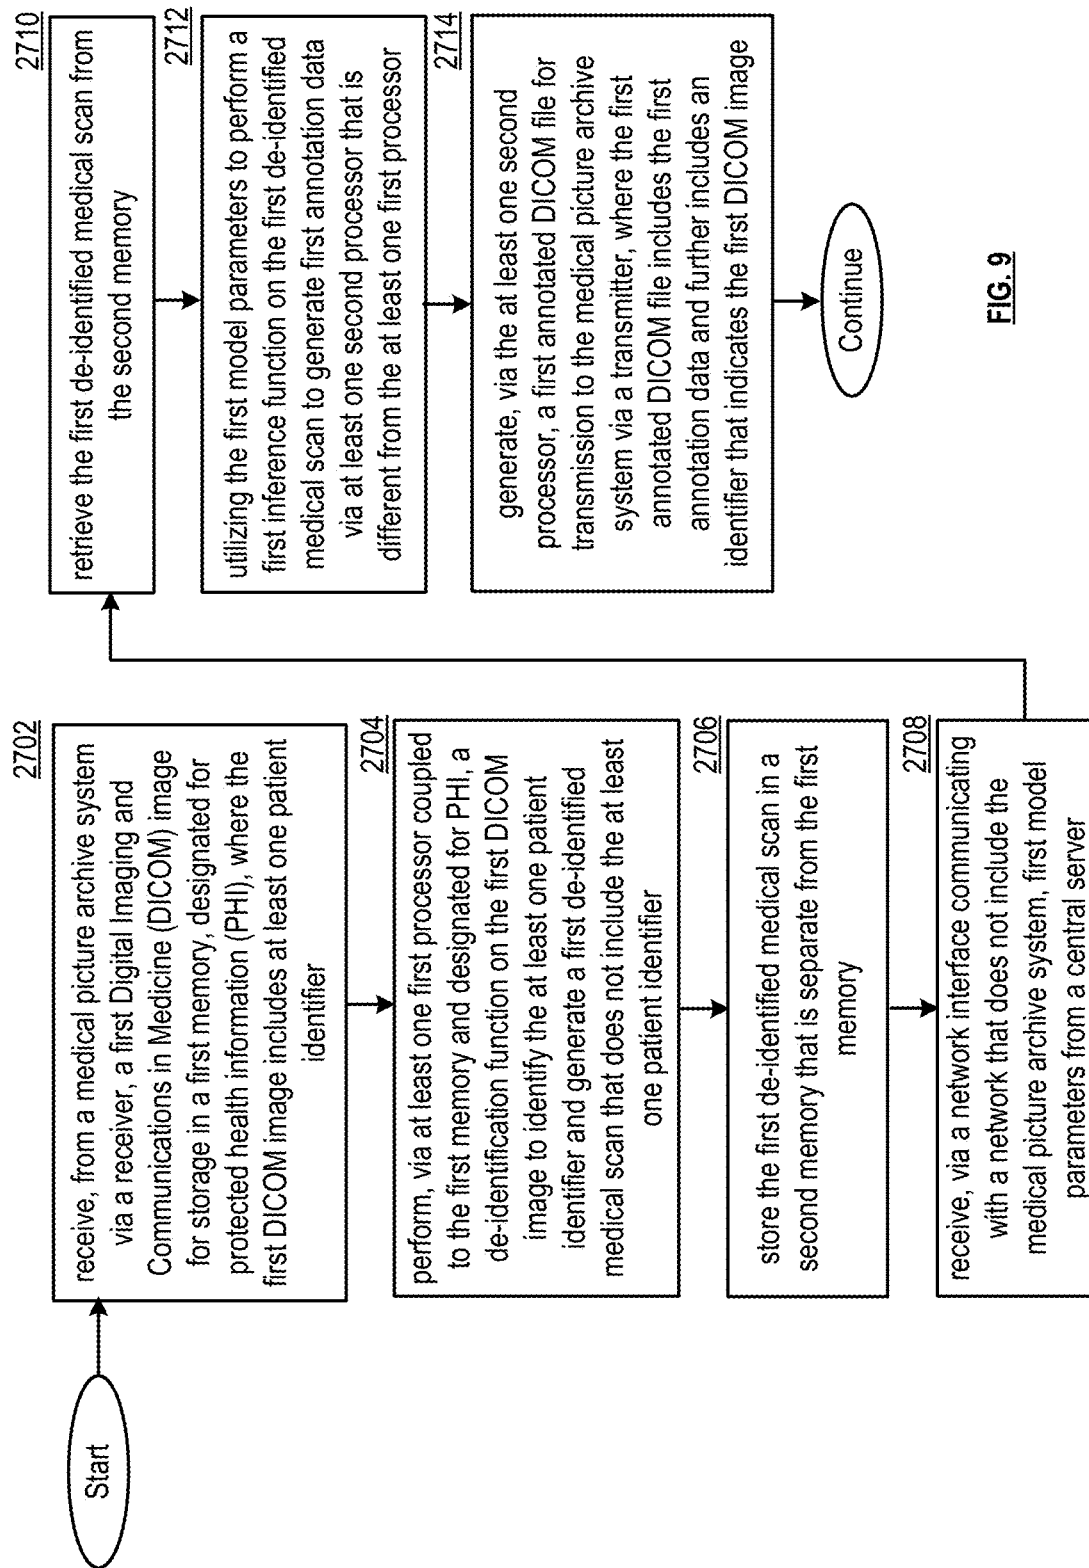 Start
2702
receive, from a medical picture archive system
via a receiver, a first Digital Imaging and
Communications in Medicine (DICOM) image
for storage in a first memory, designated for
protected health information (PHI), where the
first DICOM image includes at least one patient
identifier
2704
perform, via at least one first processor coupled
to the first memory and designated for PHI, a
de-identification function on the first DICOM
image to identify the at least one patient
identifier and generate a first de-identified
medical scan that does not include the at least
one patient identifier
2706
store the first de-identified medical scan in a
second memory that is separate from the first
memory
2708
receive, via a network interface communicating
with a network that does not include the
medical picture archive system, first model
parameters from a central server
2710
retrieve the first de-identified medical scan from
the second memory
2712
utilizing the first model parameters to perform a
first inference function on the first de-identified
medical scan to generate first annotation data
via at least one second processor that is
different from the at least one first processor
2714
generate, via the at least one second
processor, a first annotated DICOM file for
transmission to the medical picture archive
system via a transmitter, where the first
annotated DICOM file includes the first
annotation data and further includes an
identifier that indicates the first DICOM image
Continue
FIG. 9